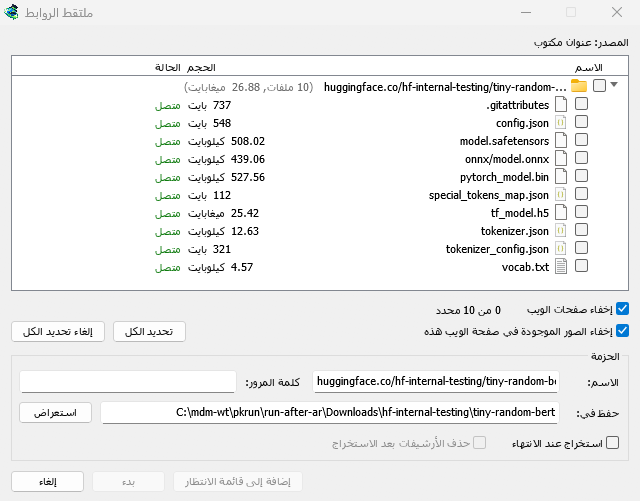 ملتقط الروابط
المصدر: عنوان مكتوب
الاسم الحجم الحالة
huggingface.co/hf-internal-testing/tiny-random-... (10 ملفات, 26.88 ميغابايت)
.gitattributes 737 بايت متصل
config.json 548 بايت متصل
model.safetensors 508.02 كيلوبايت متصل
onnx/model.onnx 439.06 كيلوبايت متصل
pytorch_model.bin 527.56 كيلوبايت متصل
special_tokens_map.json 112 بايت متصل
tf_model.h5 25.42 ميغابايت متصل
tokenizer.json 12.63 كيلوبايت متصل
tokenizer_config.json 321 بايت متصل
vocab.txt 4.57 كيلوبايت متصل
إخفاء صفحات الويب 0 من 10 محدد
إخفاء الصور الموجودة في صفحة الويب هذه تحديد الكل إلغاء تحديد الكل
الحزمة
الاسم: huggingface.co/hf-internal-testing/tiny-random-be كلمة المرور:
حفظ في: C:\mdm-wt\pkrun\run-after-ar\Downloads\hf-internal-testing\tiny-random-bert استعراض
استخراج عند الانتهاء حذف الأرشيفات بعد الاستخراج
إضافة إلى قائمة الانتظار بدء إلغاء